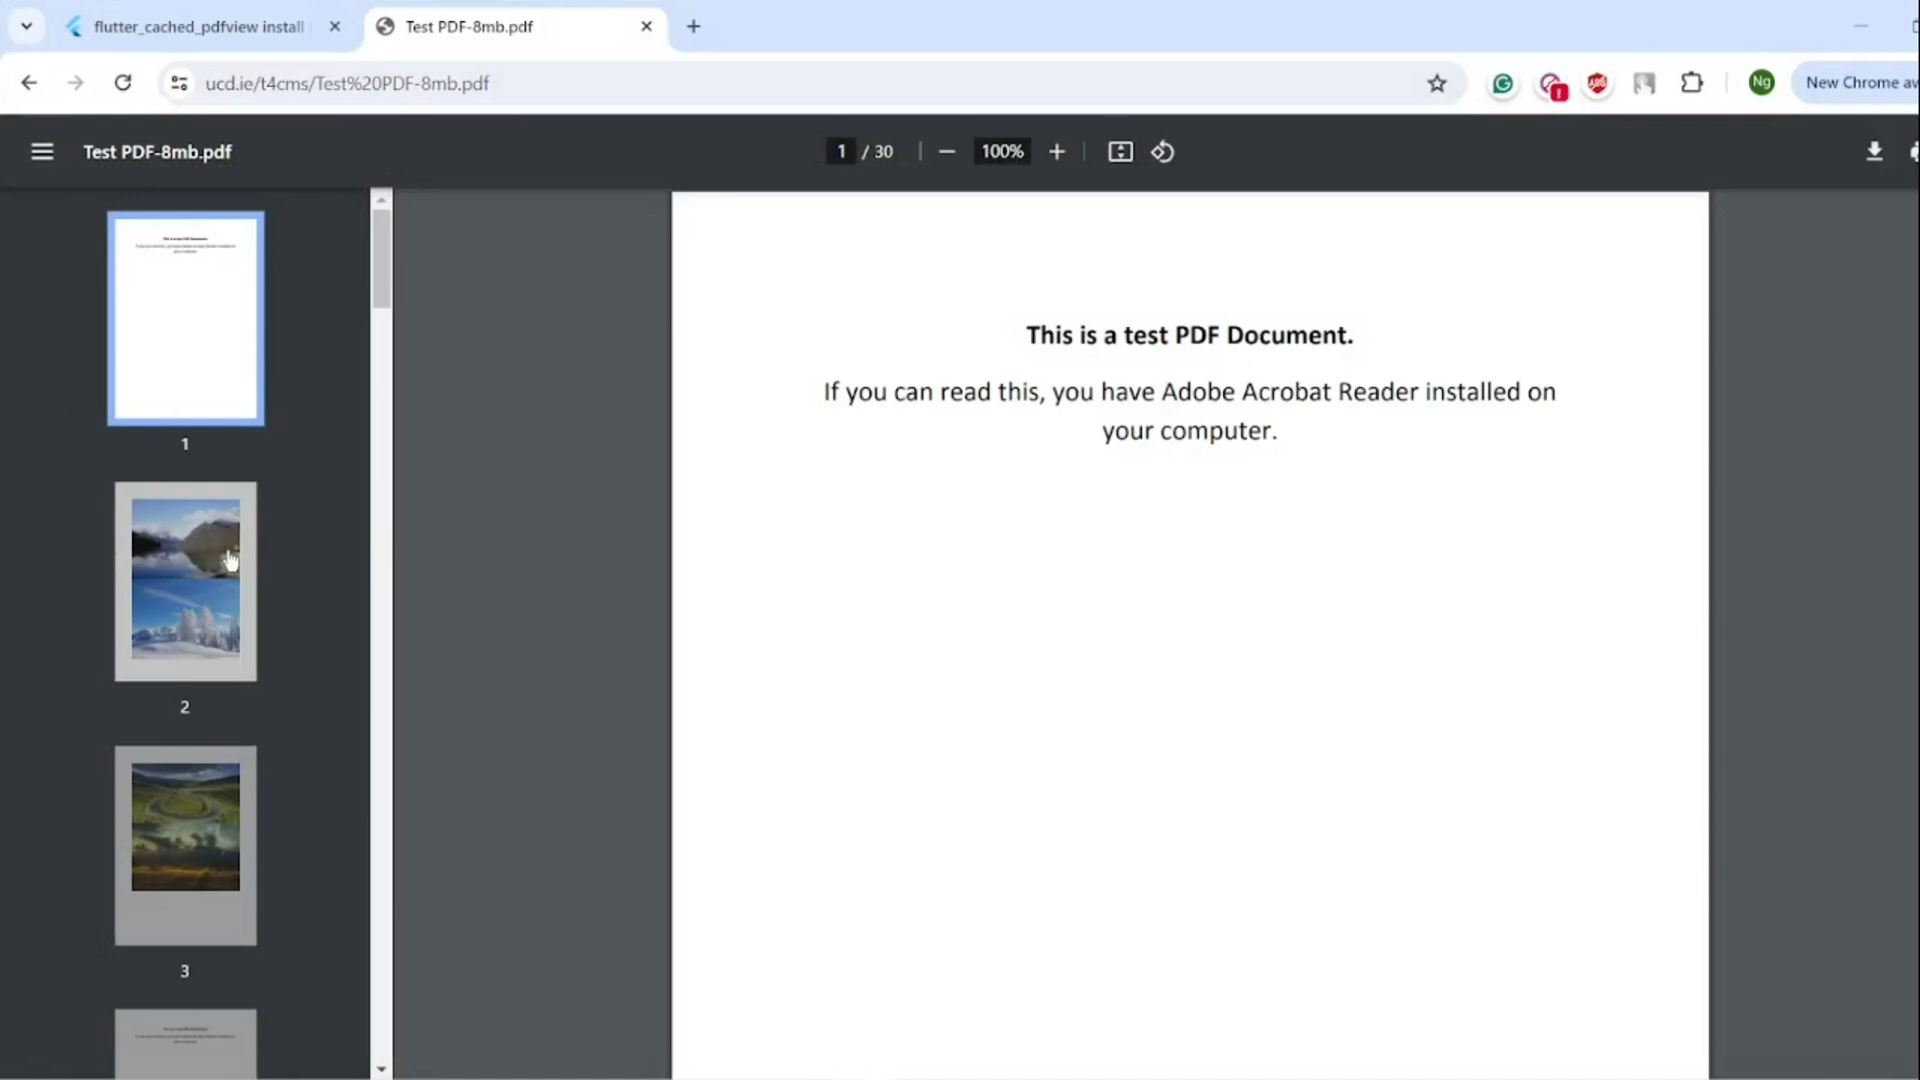 flutter_cached_pdfview install
Test PDF-8mb.pdf
ucd.ie/t4cms/Test%20PDF-8mb.pdf
Ng
New Chrome av
Test PDF-8mb.pdf
1 / 30
100%
This is a test PDF Document.
If you can read this, you have Adobe Acrobat Reader installed on
your computer.
1
2
3